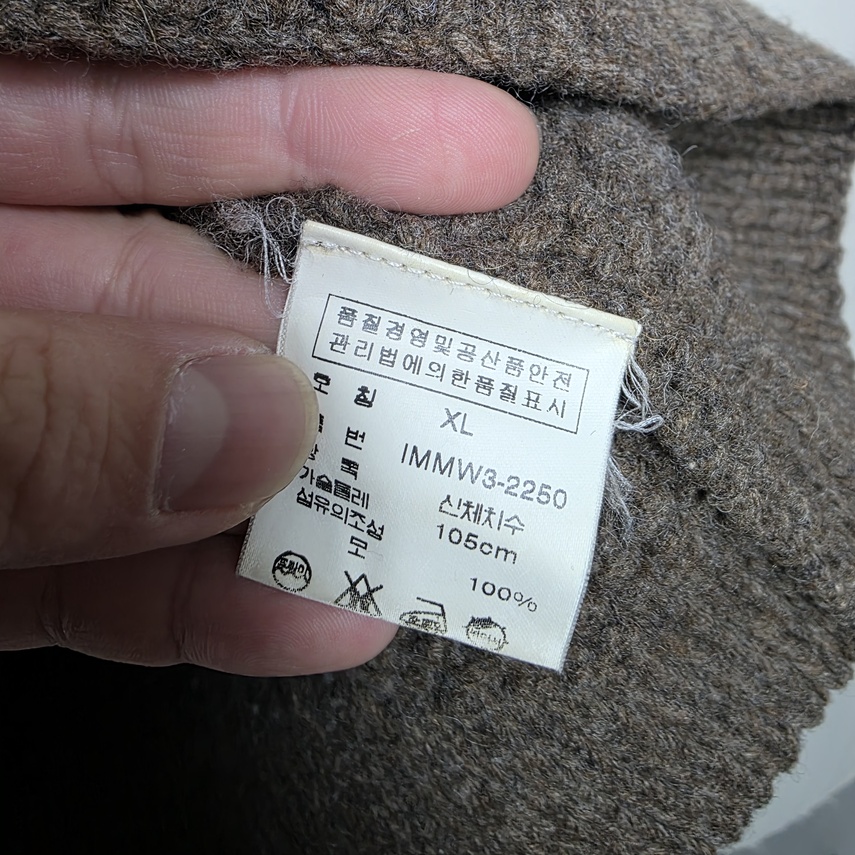 품질경영및공산품안전
관리법에의한품질표시
호 칭 XL
번 IMMW3-2250
폭 신체치수
가슴둘레 105cm
섬유의조성
모 100%